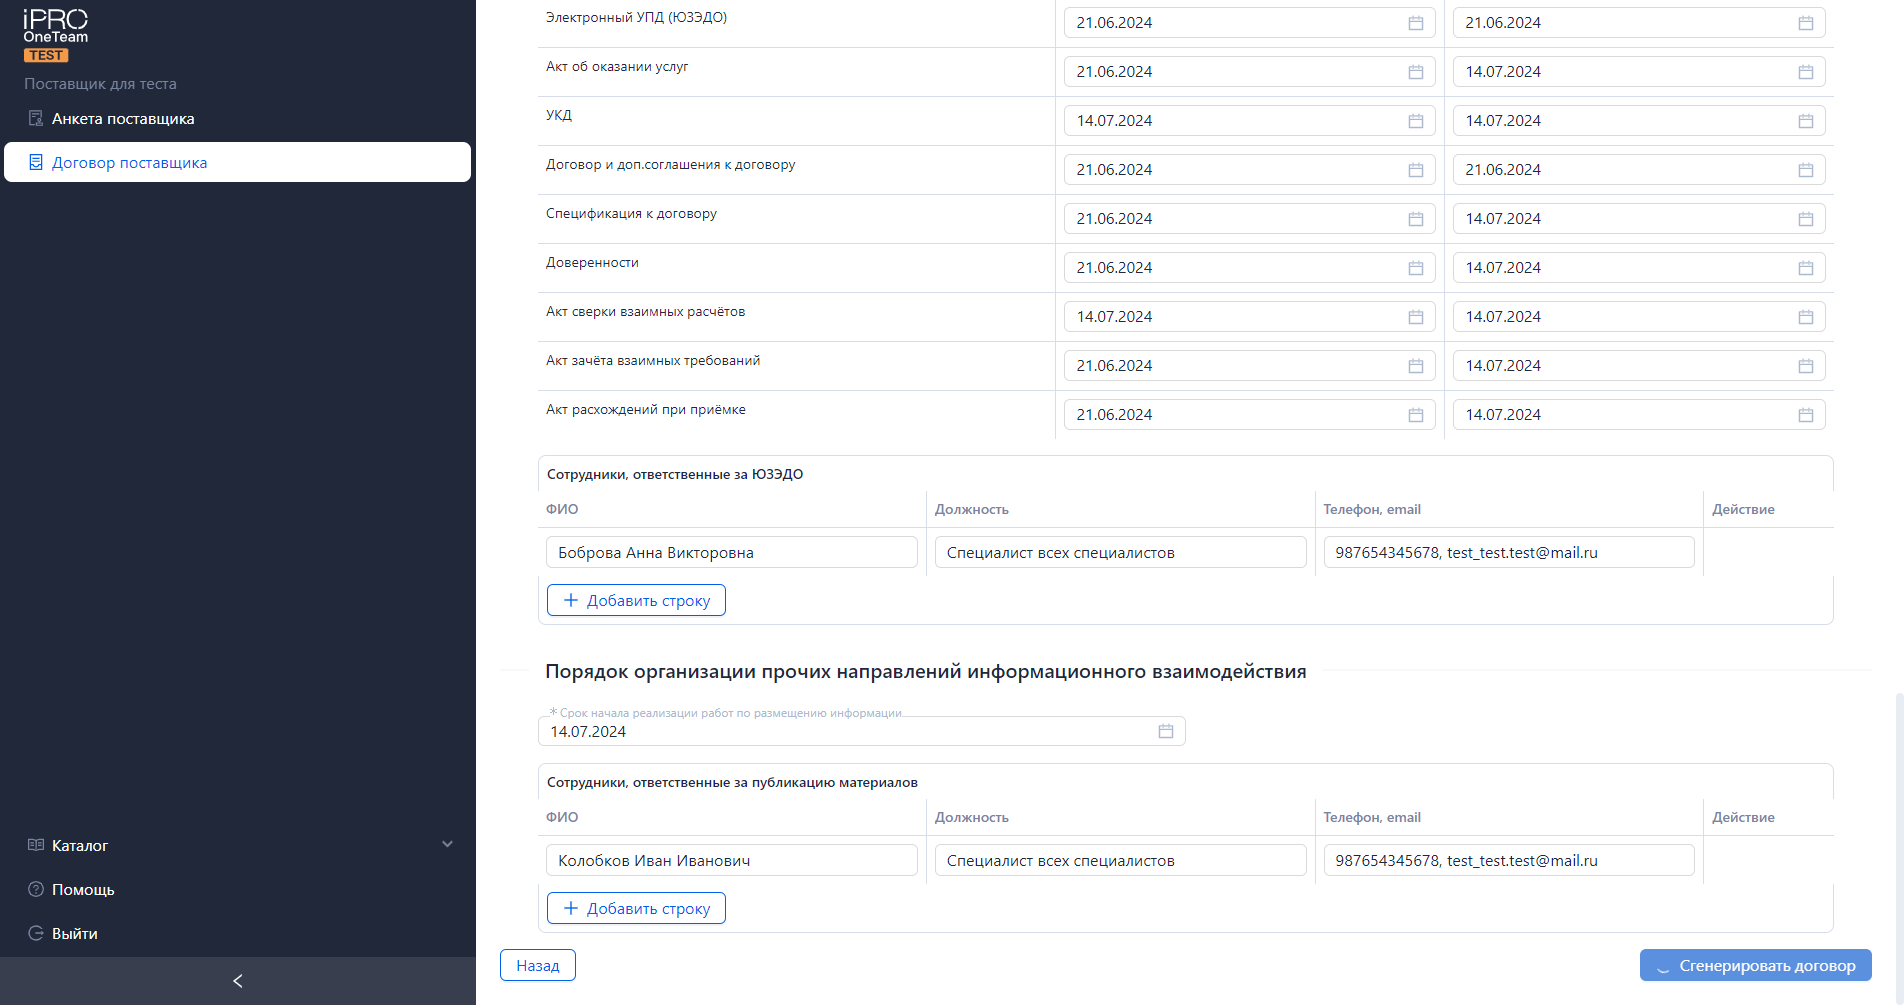 iPRO
OneTeam
TEST
Поставщик для теста
Анкета поставщика
Договор поставщика
Каталог
Помощь
Выйти
Электронный УПД (ЮЗЭДО) 21.06.2024 21.06.2024
Акт об оказании услуг 21.06.2024 14.07.2024
УКД 14.07.2024 14.07.2024
Договор и доп.соглашения к договору 21.06.2024 21.06.2024
Спецификация к договору 21.06.2024 14.07.2024
Доверенности 21.06.2024 14.07.2024
Акт сверки взаимных расчётов 14.07.2024 14.07.2024
Акт зачёта взаимных требований 21.06.2024 14.07.2024
Акт расхождений при приёмке 21.06.2024 14.07.2024
Сотрудники, ответственные за ЮЗЭДО
ФИО Должность Телефон, email Действие
Боброва Анна Викторовна Специалист всех специалистов 987654345678, test_test.test@mail.ru
+ Добавить строку
Порядок организации прочих направлений информационного взаимодействия
* Срок начала реализации работ по размещению информации
14.07.2024
Сотрудники, ответственные за публикацию материалов
ФИО Должность Телефон, email Действие
Колобков Иван Иванович Специалист всех специалистов 987654345678, test_test.test@mail.ru
+ Добавить строку
Назад Сгенерировать договор